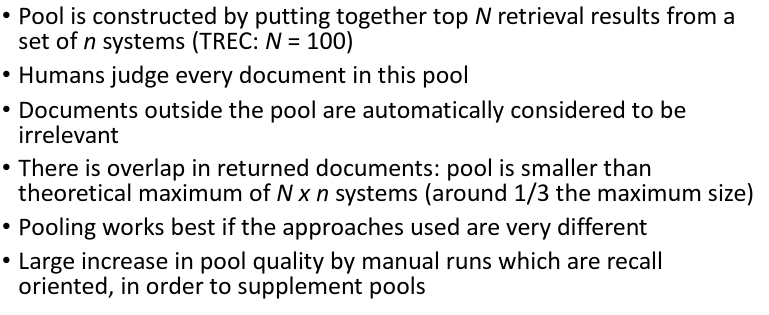 • Pool is constructed by putting together top N retrieval results from a
set of n systems (TREC: N = 100)
• Humans judge every document in this pool
• Documents outside the pool are automatically considered to be
irrelevant
• There is overlap in returned documents: pool is smaller than
theoretical maximum of N x n systems (around 1/3 the maximum size)
• Pooling works best if the approaches used are very different
• Large increase in pool quality by manual runs which are recall
oriented, in order to supplement pools